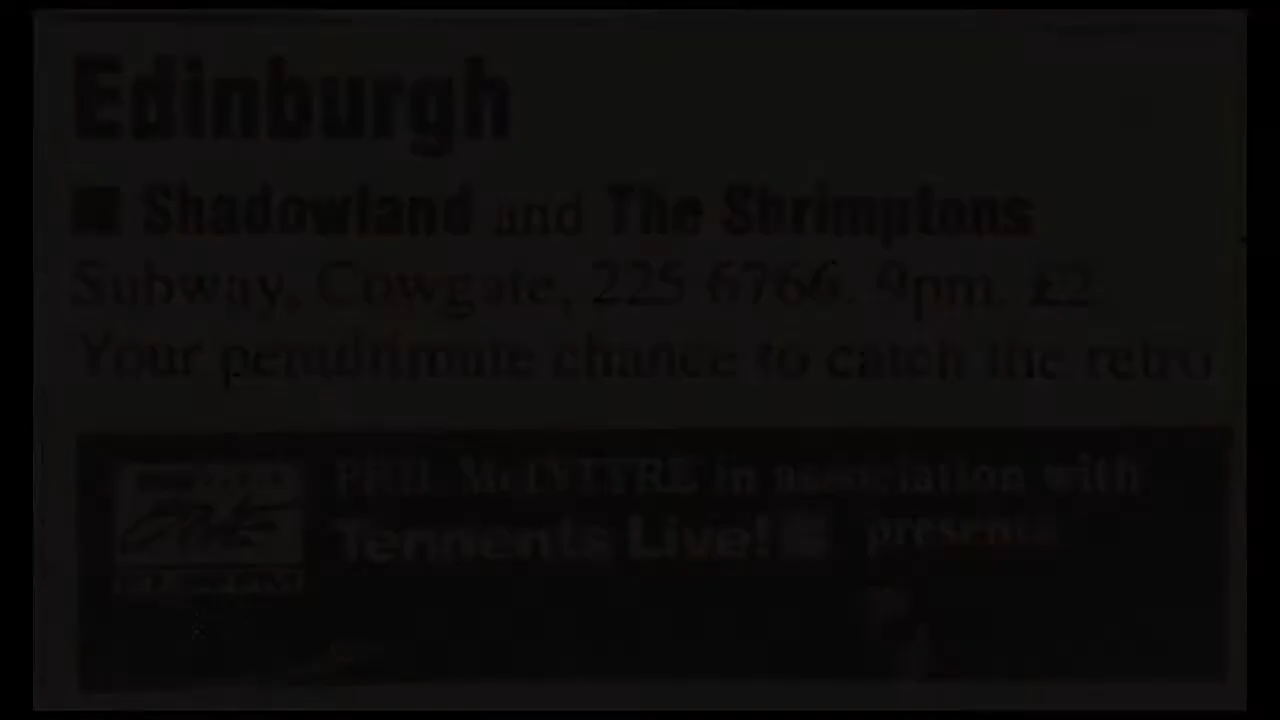 Edinburgh
■ Shadowland and The Shrimptons
Subway, Cowgate, 225 6766. 9pm. £2
Your penultimate chance to catch the retro
PHIL McINTYRE in association with
Tennents Live! presents